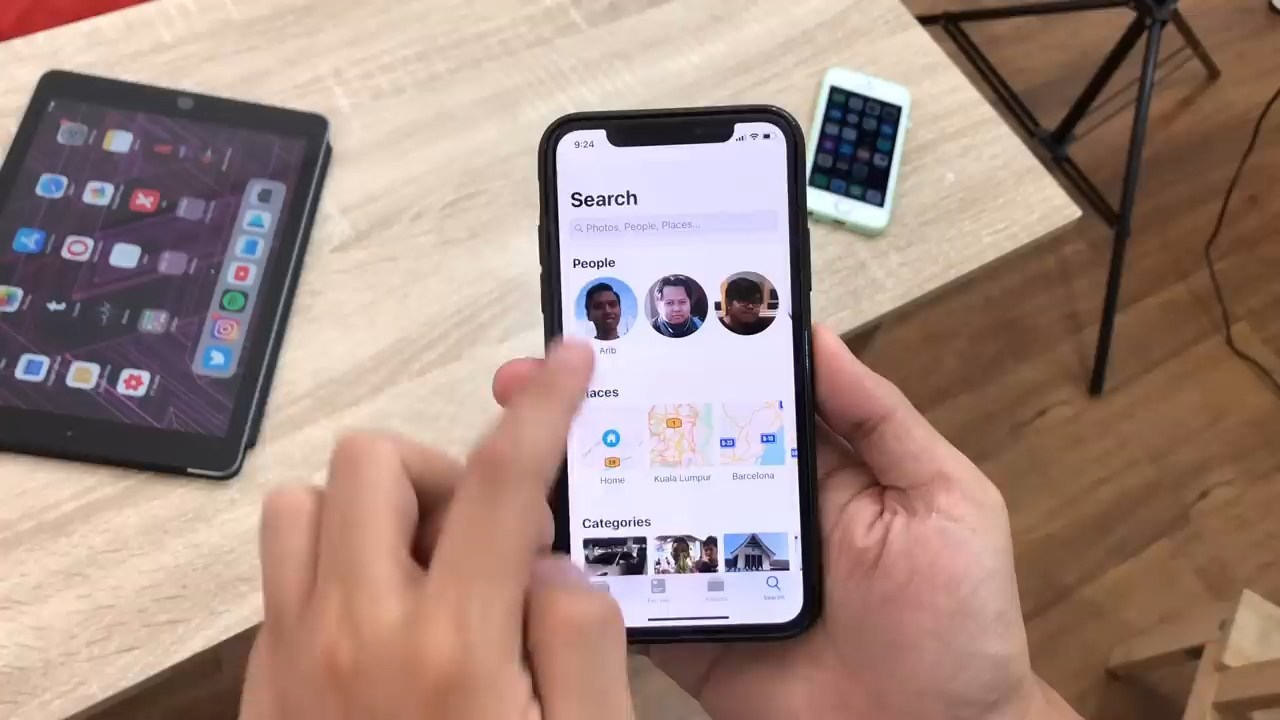 9:24
Search
Photos, People, Places...
People
Arib
aces
Home
Kuala Lumpur
Barcelona
Categories
Search